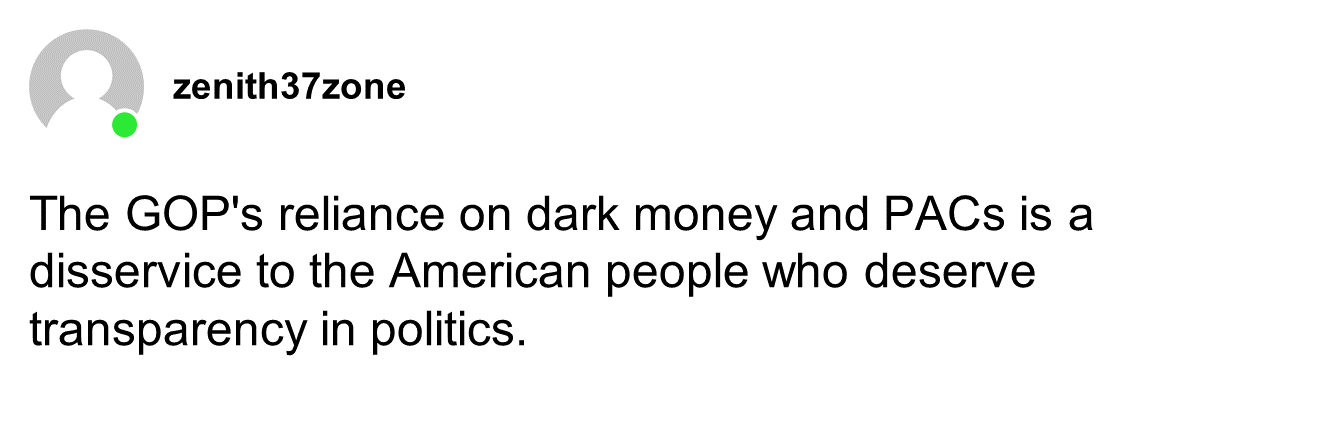 zenith37zone
The GOP's reliance on dark money and PACs is a
disservice to the American people who deserve
transparency in politics.